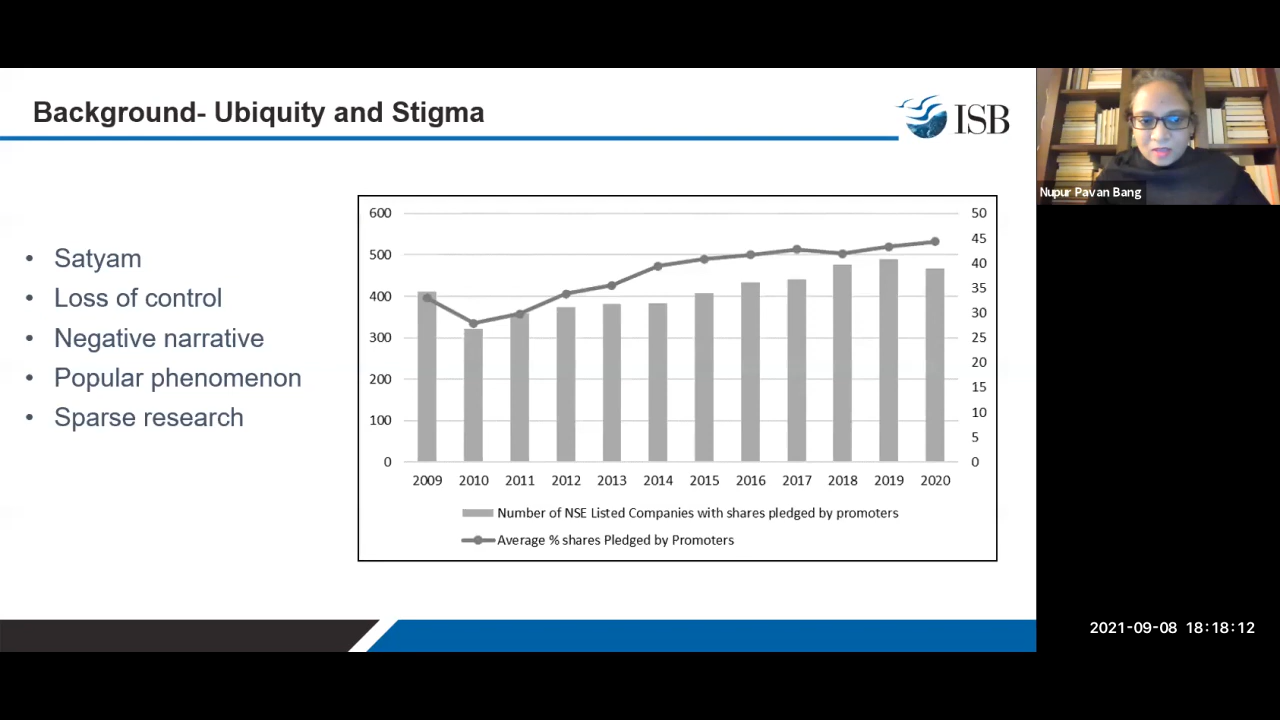 Background- Ubiquity and Stigma
ISB
Nupur Pavan Bang
• Satyam
• Loss of control
• Negative narrative
• Popular phenomenon
• Sparse research
600
500
400
300
200
100
0
50
45
40
35
30
25
20
15
10
5
0
2009 2010 2011 2012 2013 2014 2015 2016 2017 2018 2019 2020
Number of NSE Listed Companies with shares pledged by promoters
Average % shares Pledged by Promoters
2021-09-08 18:18:12